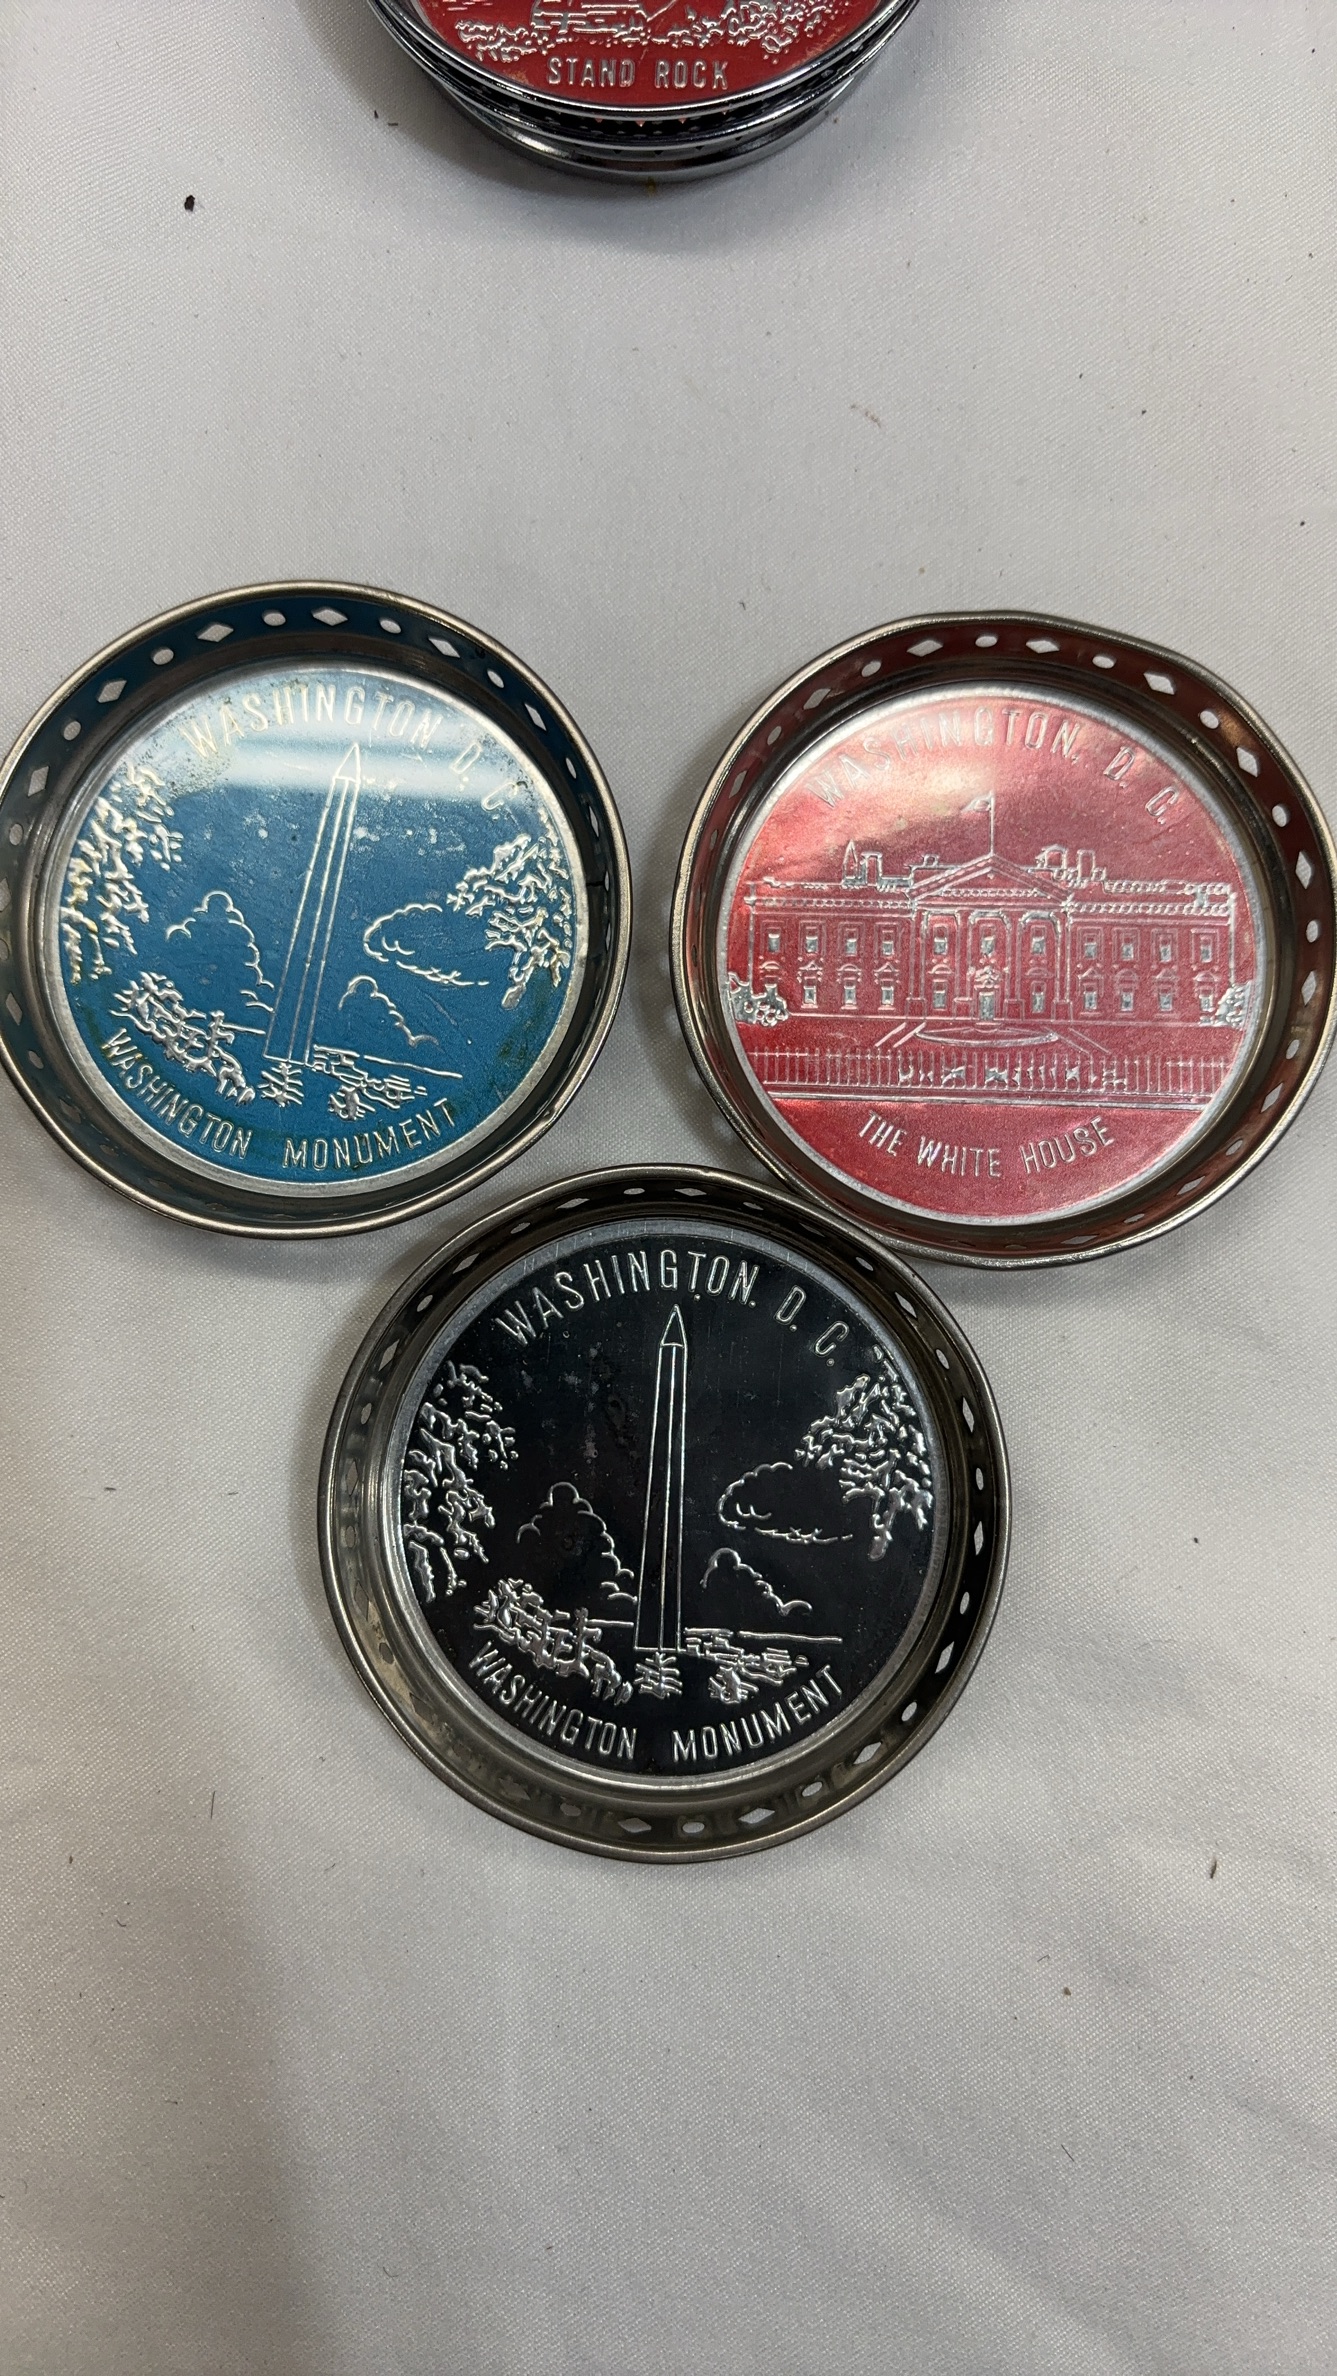 STAND ROCK
WASHINGTON, D. C.
WASHINGTON MONUMENT
WASHINGTON, D. C.
THE WHITE HOUSE
WASHINGTON, D. C.
WASHINGTON MONUMENT